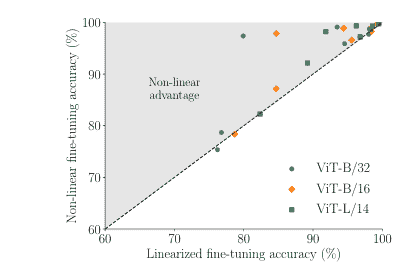 100
90
80
70
60
Non-linear fine-tuning accuracy (%)
Non-linear
advantage
ViT-B/32
ViT-B/16
ViT-L/14
60 70 80 90 100
Linearized fine-tuning accuracy (%)